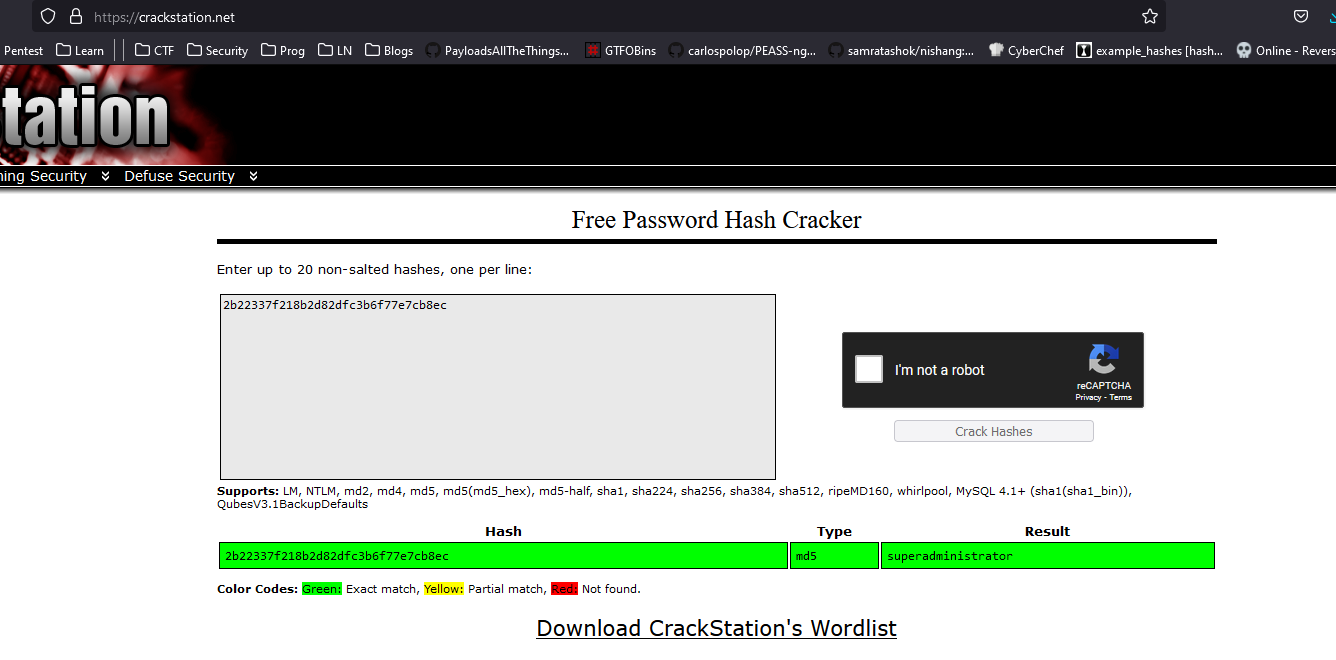 https://crackstation.net
Pentest Learn CTF Security Prog LN Blogs PayloadsAllTheThings... GTFOBins carlospolop/PEASS-ng... samratashok/nishang:... CyberChef example_hashes [hash... Online - Revers
tation
ning Security Defuse Security
Free Password Hash Cracker
Enter up to 20 non-salted hashes, one per line:
2b22337f218b2d82dfc3b6f77e7cb8ec
I'm not a robot
reCAPTCHA
Privacy - Terms
Crack Hashes
Supports: LM, NTLM, md2, md4, md5, md5(md5_hex), md5-half, sha1, sha224, sha256, sha384, sha512, ripeMD160, whirlpool, MySQL 4.1+ (sha1(sha1_bin)),
QubesV3.1BackupDefaults
Hash Type Result
2b22337f218b2d82dfc3b6f77e7cb8ec md5 superadministrator
Color Codes: Green: Exact match, Yellow: Partial match, Red: Not found.
Download CrackStation's Wordlist